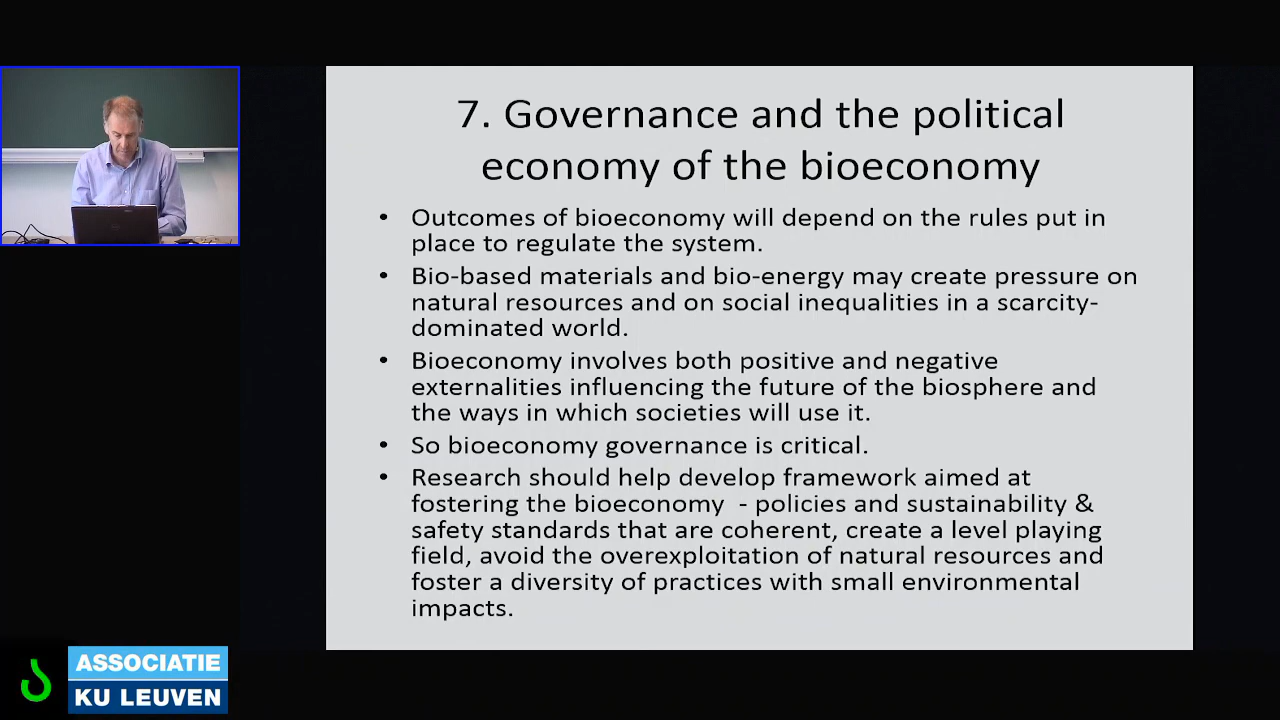 7. Governance and the political
economy of the bioeconomy
• Outcomes of bioeconomy will depend on the rules put in
place to regulate the system.
• Bio-based materials and bio-energy may create pressure on
natural resources and on social inequalities in a scarcity-
dominated world.
• Bioeconomy involves both positive and negative
externalities influencing the future of the biosphere and
the ways in which societies will use it.
• So bioeconomy governance is critical.
• Research should help develop framework aimed at
fostering the bioeconomy - policies and sustainability &
safety standards that are coherent, create a level playing
field, avoid the overexploitation of natural resources and
foster a diversity of practices with small environmental
impacts.
ASSOCIATIE
KU LEUVEN